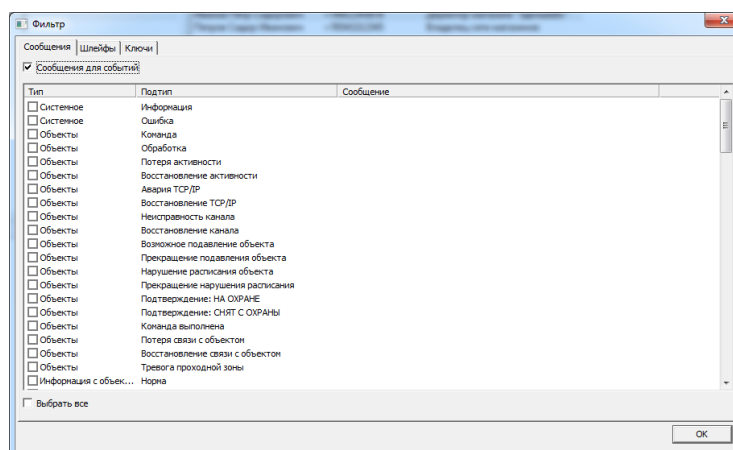 Фильтр
Сообщения Шлейфы Ключи
Сообщения для событий
Тип Подтип Сообщение
Системное Информация
Системное Ошибка
Объекты Команда
Объекты Обработка
Объекты Потеря активности
Объекты Восстановление активности
Объекты Авария TCP/IP
Объекты Восстановление TCP/IP
Объекты Неисправность канала
Объекты Восстановление канала
Объекты Возможное подавление объекта
Объекты Прекращение подавления объекта
Объекты Нарушение расписания объекта
Объекты Прекращение нарушения расписания
Объекты Подтверждение: НА ОХРАНЕ
Объекты Подтверждение: СНЯТ С ОХРАНЫ
Объекты Команда выполнена
Объекты Потеря связи с объектом
Объекты Восстановление связи с объектом
Объекты Тревога проходной зоны
Информация с объек... Норма
Выбрать все
OK